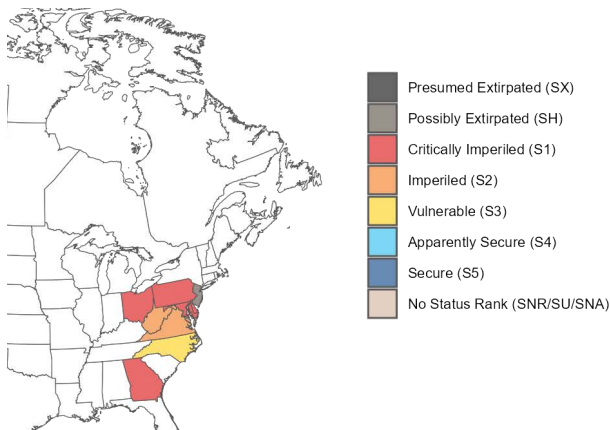 Presumed Extirpated (SX)
Possibly Extirpated (SH)
Critically Imperiled (S1)
Imperiled (S2)
Vulnerable (S3)
Apparently Secure (S4)
Secure (S5)
No Status Rank (SNR/SU/SNA)